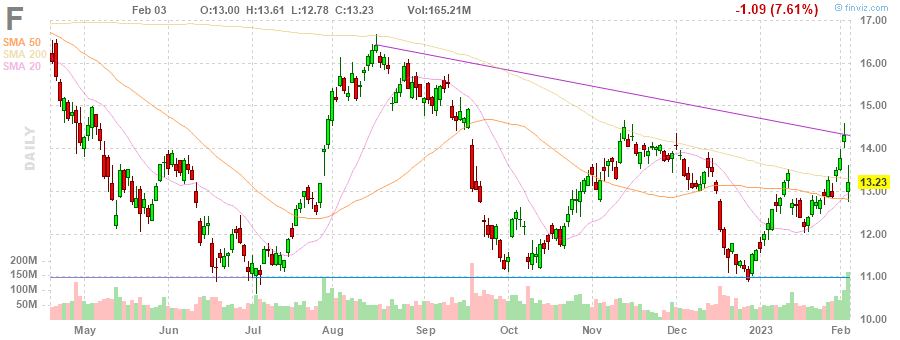 F
Feb 03 O:13.00 H:13.61 L:12.78 C:13.23 Vol:165.21M -1.09 (7.61%) © finviz.com
SMA 50
SMA 200
SMA 20
DAILY
17.00
16.00
15.00
14.00
13.23
13.00
12.00
11.00
10.00
200M
150M
100M
50M
May Jun Jul Aug Sep Oct Nov Dec 2023 Feb